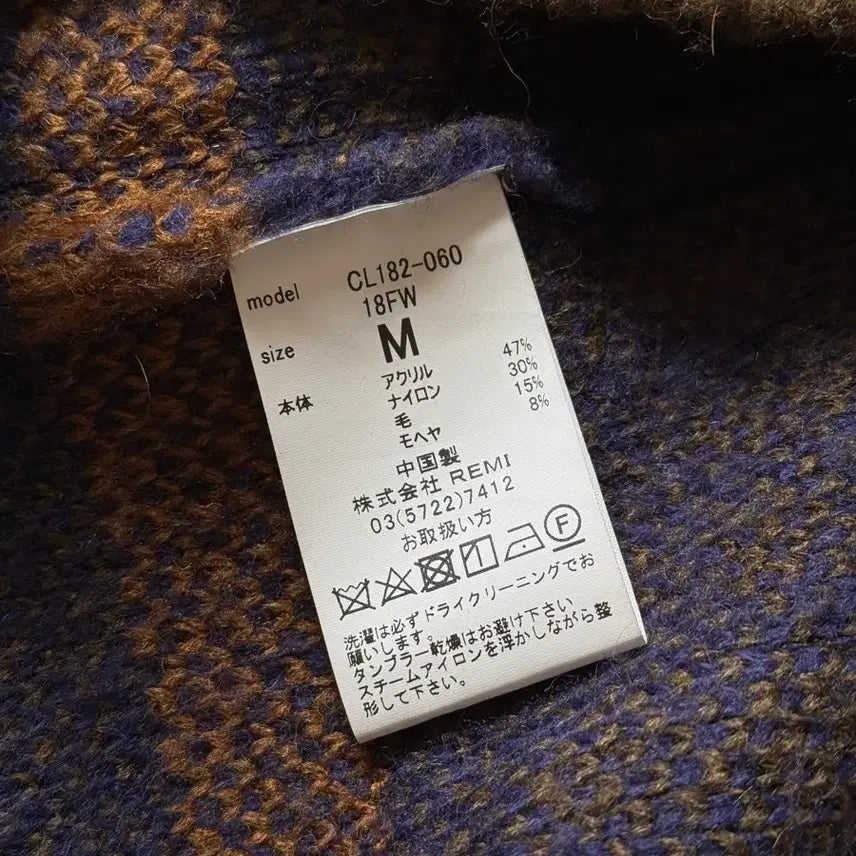 model CL182-060
18FW
size M
本体 アクリル 47%
ナイロン 30%
毛 15%
モヘヤ 8%
中国製
株式会社 REMI
03(5722)7412
お取扱い方
F
洗濯は必ずドライクリーニングでお
願いします。
タンブラー乾燥はお避け下さい
スチームアイロンを浮かしながら整
形して下さい。